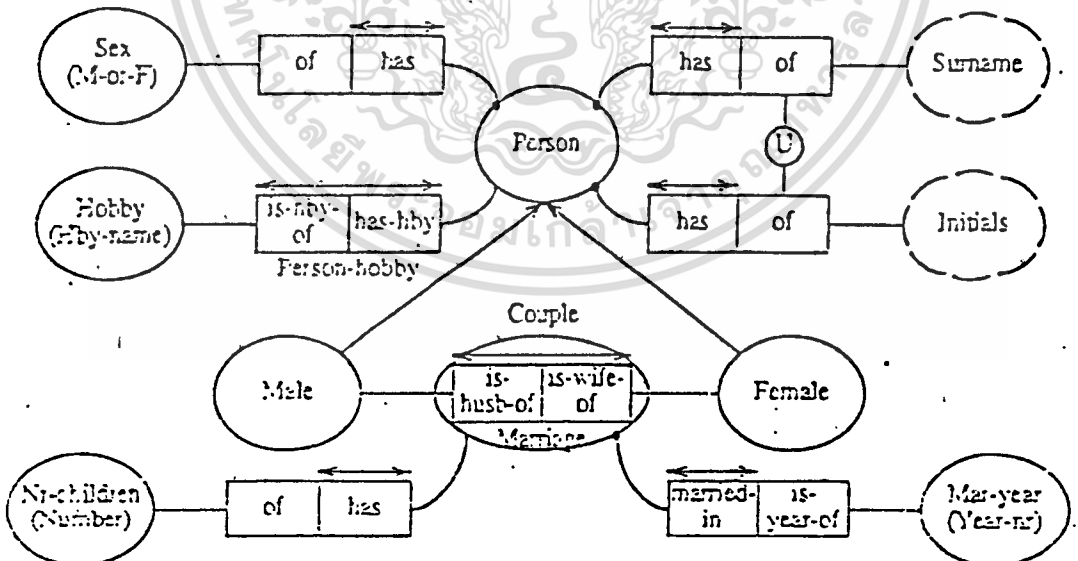 Sex
(M-or-F)
of
has
has
of
Surname
Person
U
Hobby
(Hby-name)
is-hby-
of
has-hby
Person-hobby
has
of
Initials
Couple
Male
is-
husb-of
is-wife-
of
Female
Marriage
Nr-children
(Number)
of
has
married-
in
is-
year-of
Mar-year
(Year-nr)